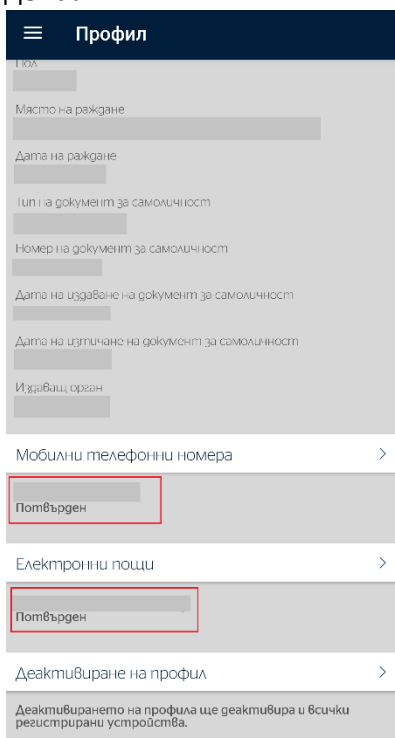 Профил
Пол
Място на раждане
Дата на раждане
Тип на документ за самоличност
Номер на документ за самоличност
Дата на издаване на документ за самоличност
Дата на изтичане на документ за самоличност
Издаващ орган
Мобилни телефонни номера
Потвърден
Електронни пощи
Потвърден
Деактивиране на профил
Деактивирането на профила ще деактивира и всички
регистрирани устройства.